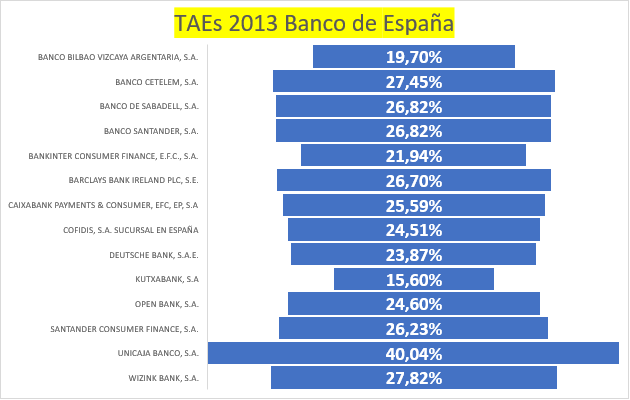 TAEs 2013 Banco de España
BANCO BILBAO VIZCAYA ARGENTARIA, S.A. 19,70%
BANCO CETELEM, S.A. 27,45%
BANCO DE SABADELL, S.A. 26,82%
BANCO SANTANDER, S.A. 26,82%
BANKINTER CONSUMER FINANCE, E.F.C., S.A. 21,94%
BARCLAYS BANK IRELAND PLC, S.E. 26,70%
CAIXABANK PAYMENTS & CONSUMER, EFC, EP, S.A 25,59%
COFIDIS, S.A. SUCURSAL EN ESPAÑA 24,51%
DEUTSCHE BANK, S.A.E. 23,87%
KUTXABANK, S.A 15,60%
OPEN BANK, S.A. 24,60%
SANTANDER CONSUMER FINANCE, S.A. 26,23%
UNICAJA BANCO, S.A. 40,04%
WIZINK BANK, S.A. 27,82%